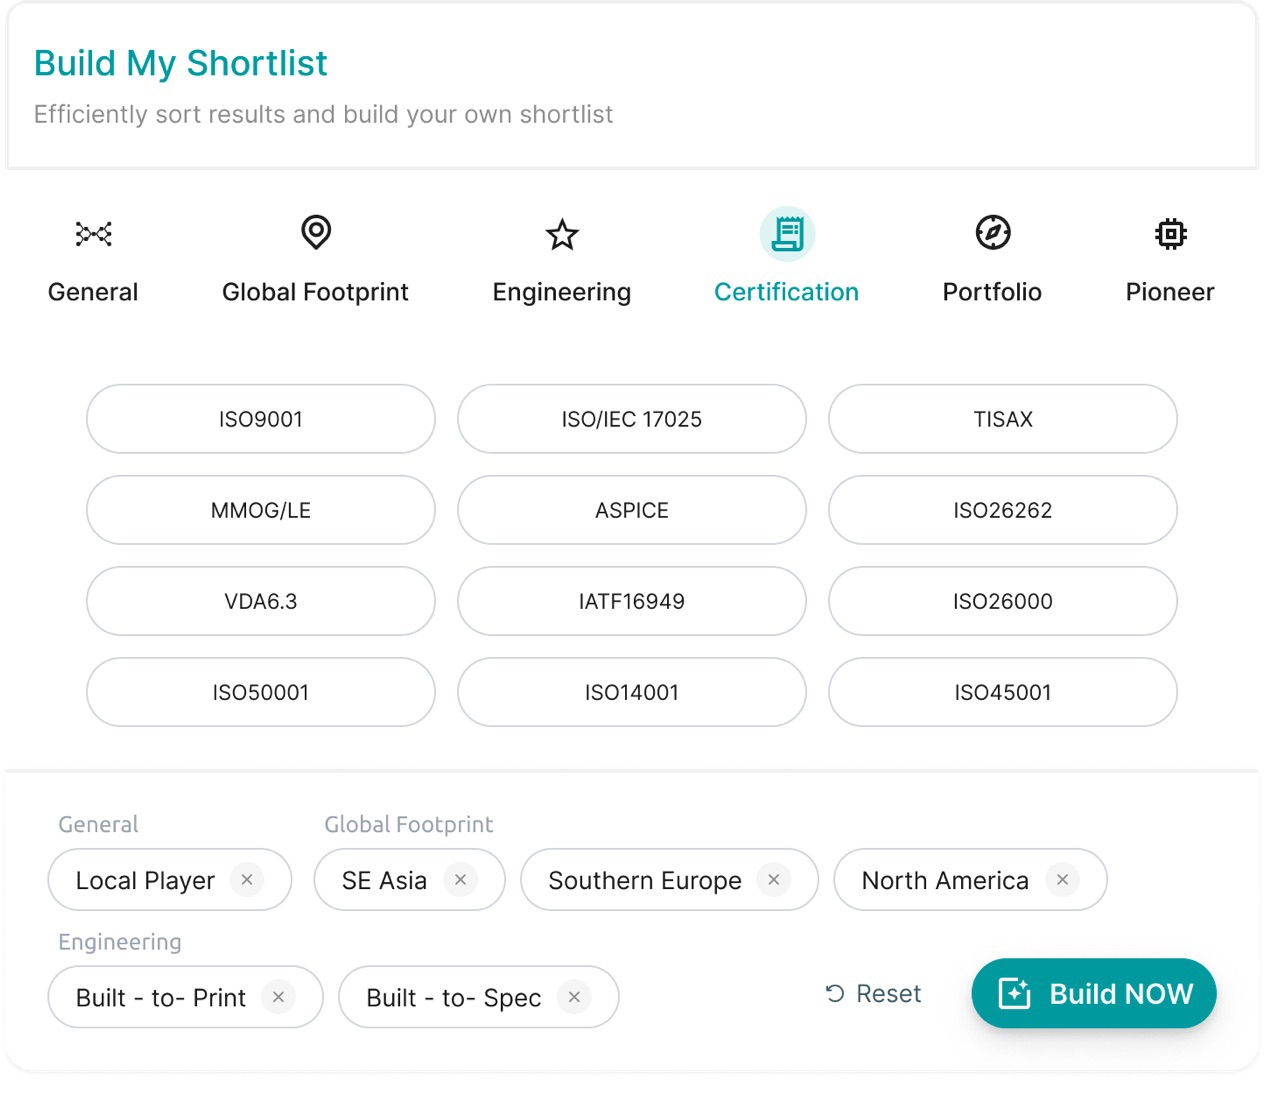 Build My Shortlist
Efficiently sort results and build your own shortlist
General Global Footprint Engineering Certification Portfolio Pioneer
ISO9001 ISO/IEC 17025 TISAX
MMOG/LE ASPICE ISO26262
VDA6.3 IATF16949 ISO26000
ISO50001 ISO14001 ISO45001
General Global Footprint
Local Player × SE Asia × Southern Europe × North America ×
Engineering
Built - to- Print × Built - to- Spec × Reset Build NOW